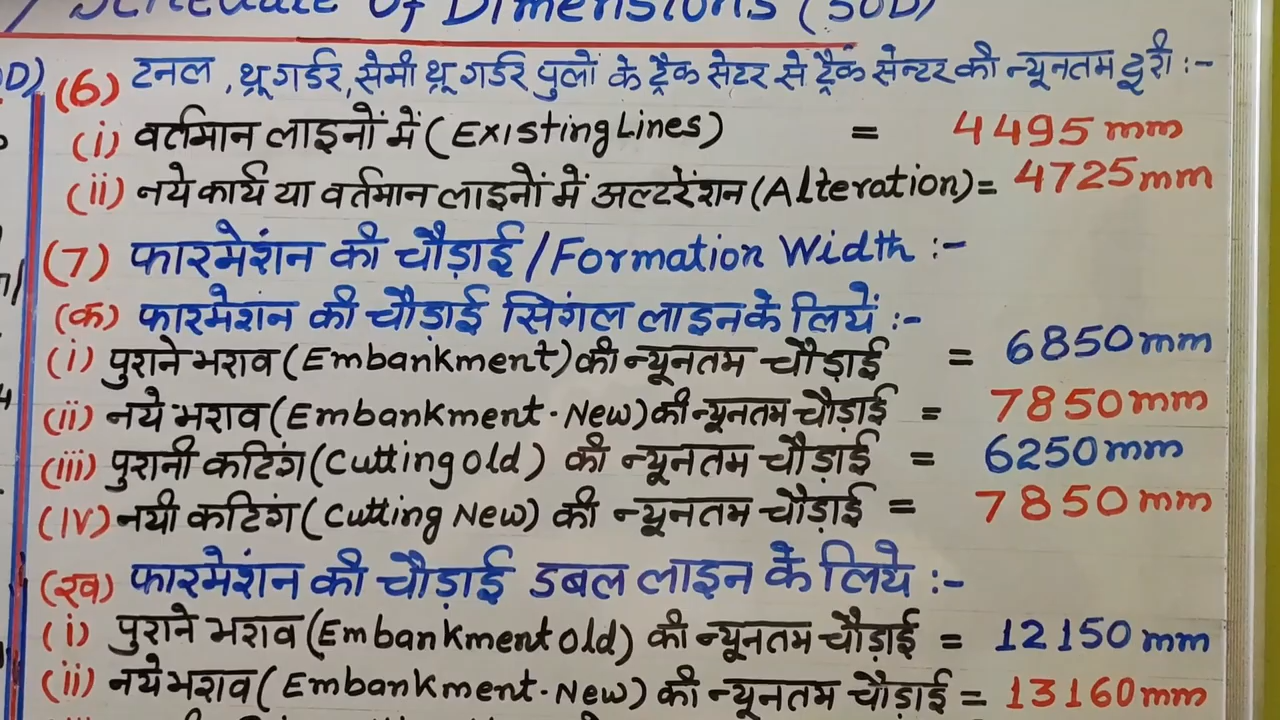 Schedule of Dimensions (SOD)
(6) टनल, थ्रू गर्डर, सेमी थ्रू गर्डर पुलों के ट्रैक सेंटर से ट्रैक सेन्टर की न्यूनतम दूरी :-
(i) वर्तमान लाइनों में (Existing Lines) = 4495 mm
(ii) नये कार्य या वर्तमान लाइनों में अल्टरेंशन (Alteration) = 4725 mm
(7) फारमेशंन की चौड़ाई / Formation Width :-
(क) फारमेशन की चौड़ाई सिंगल लाइन के लियें :-
(i) पुराने भराव (Embankment) की न्यूनतम चौड़ाई = 6850 mm
(ii) नये भराव (Embankment-New) की न्यूनतम चौड़ाई = 7850 mm
(iii) पुरानी कटिंग (Cutting Old) की न्यूनतम चौड़ाई = 6250 mm
(iv) नयी कटिंग (Cutting New) की न्यूनतम चौड़ाई = 7850 mm
(ख) फारमेशंन की चौड़ाई डबल लाइन के लिये :-
(i) पुराने भराव (Embankment old) की न्यूनतम चौड़ाई = 12150 mm
(ii) नये भराव (Embankment-New) की न्यूनतम चौड़ाई = 13160 mm